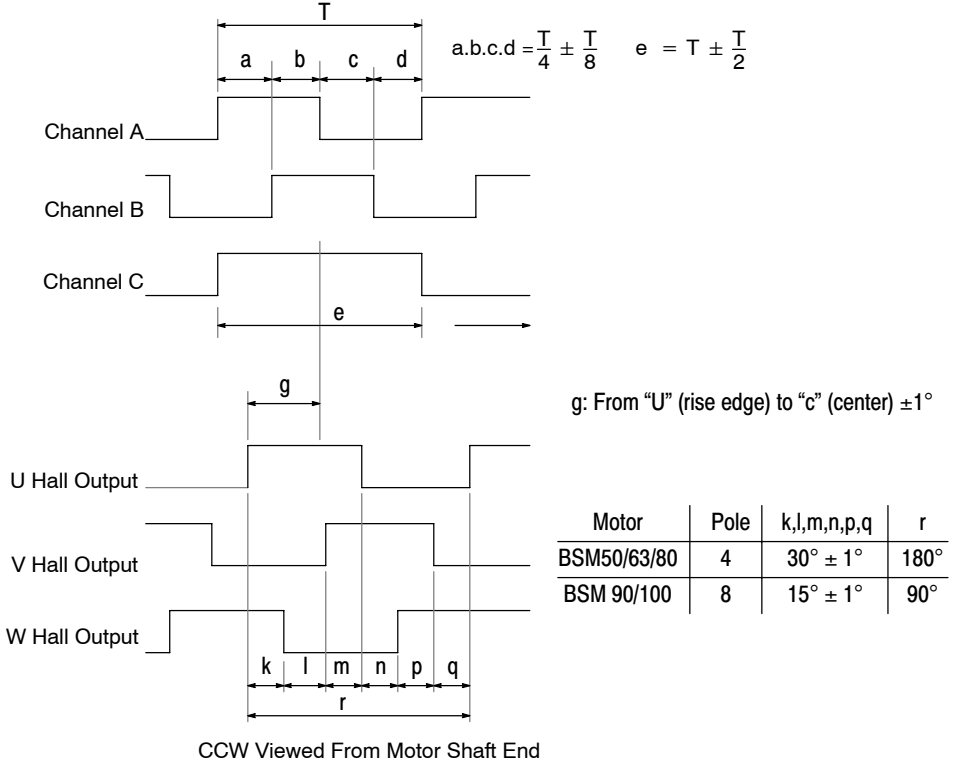 T
a.b.c.d = T/4 ± T/8 e = T ± T/2
a b c d
Channel A
Channel B
Channel C
e
g
g: From “U” (rise edge) to “c” (center) ±1°
U Hall Output
V Hall Output
W Hall Output
Motor Pole k,l,m,n,p,q r
BSM50/63/80 4 30° ± 1° 180°
BSM 90/100 8 15° ± 1° 90°
k l m n p q
r
CCW Viewed From Motor Shaft End